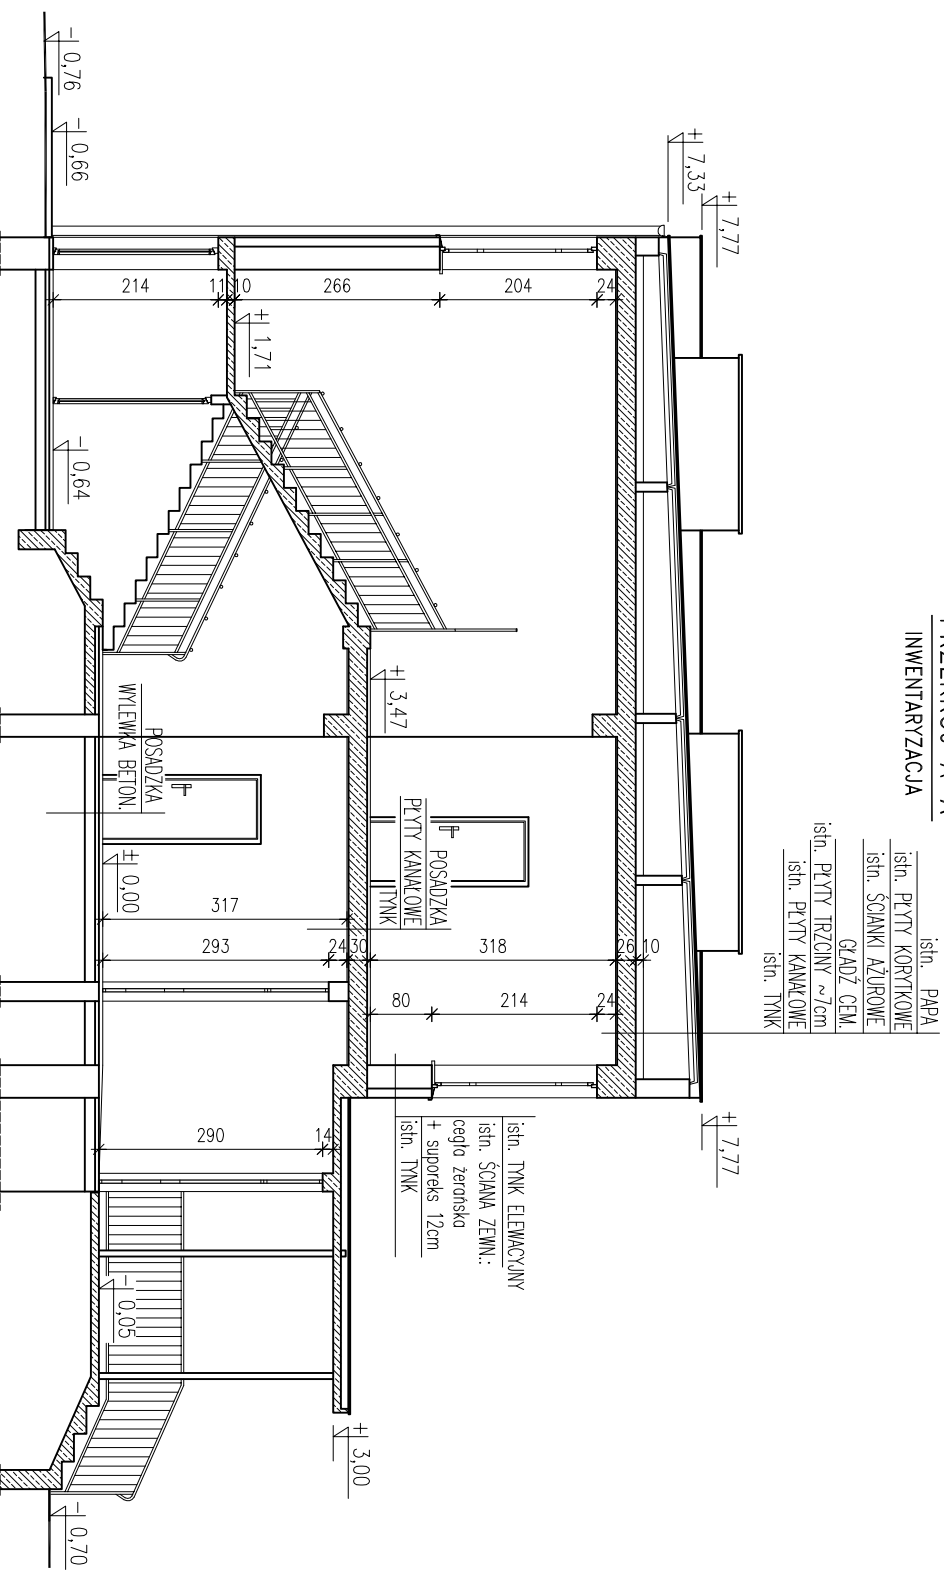 PRZEKRÓJ A-A
INWENTARYZACJA
istn. PAPA
istn. PŁYTY KORYTKOWE
istn. ŚCIANKI AŻUROWE
GŁADŹ CEM.
istn. PŁYTY TRZCINY ~7cm
istn. PŁYTY KANAŁOWE
istn. TYNK
+ 7,77
+ 7,33
+ 7,77
- 0,76
- 0,66
24
204
266
10
11
214
+ 1,71
- 0,64
+ 3,47
POSADZKA
PŁYTY KANAŁOWE
TYNK
POSADZKA
WYLEWKA BETON.
± 0,00
317
10
26
318
30
24
293
24
214
80
istn. TYNK ELEWACYJNY
istn. ŚCIANA ZEWN.:
cegła żerańska
+ suporeks 12cm
istn. TYNK
14
290
- 0,05
+ 3,00
- 0,70